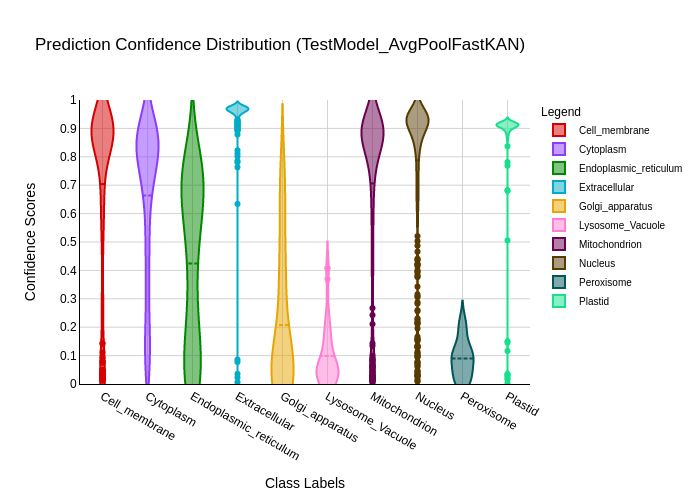 Prediction Confidence Distribution (TestModel_AvgPoolFastKAN)
Legend
Cell_membrane
Cytoplasm
Endoplasmic_reticulum
Extracellular
Golgi_apparatus
Lysosome_Vacuole
Mitochondrion
Nucleus
Peroxisome
Plastid
Confidence Scores
1
0.9
0.8
0.7
0.6
0.5
0.4
0.3
0.2
0.1
0
Cell_membrane
Cytoplasm
Endoplasmic_reticulum
Extracellular
Golgi_apparatus
Lysosome_Vacuole
Mitochondrion
Nucleus
Peroxisome
Plastid
Class Labels